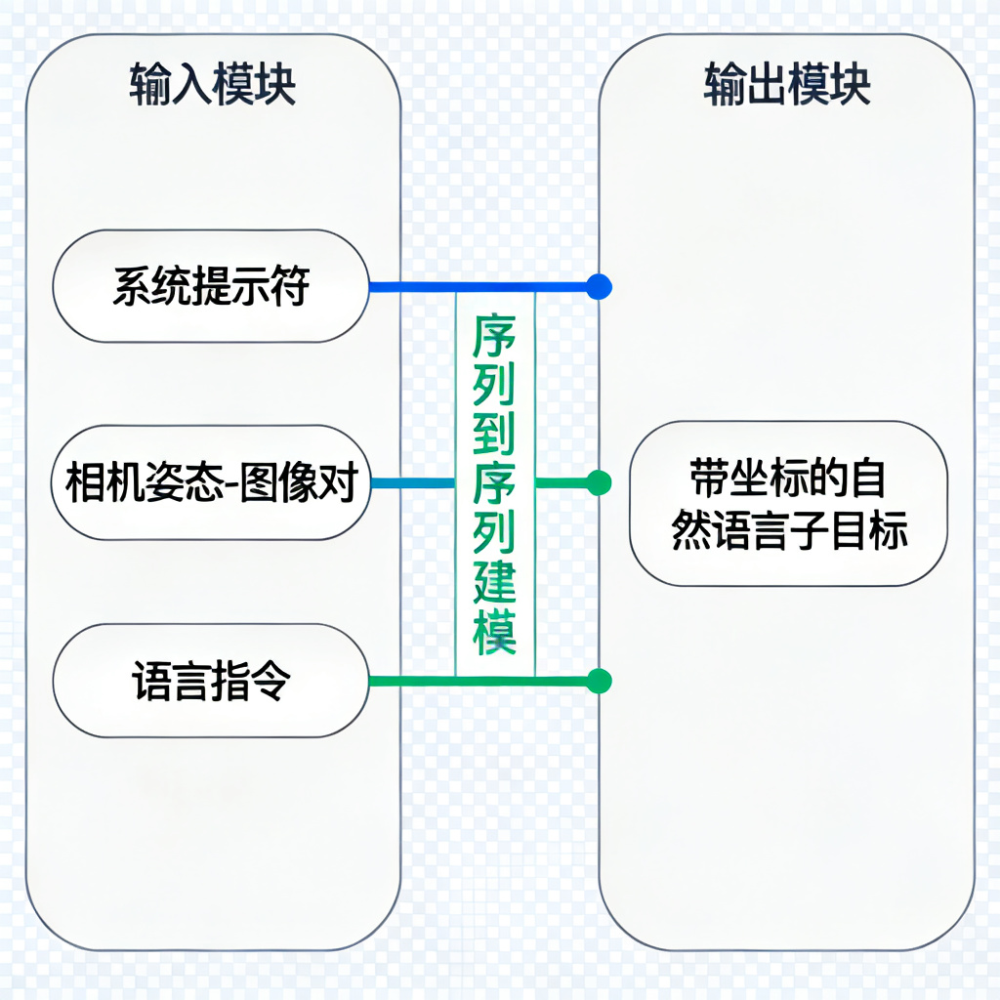 输入模块
系统提示符
相机姿态-图像对
语言指令
序列到序列建模
输出模块
带坐标的自
然语言子目标